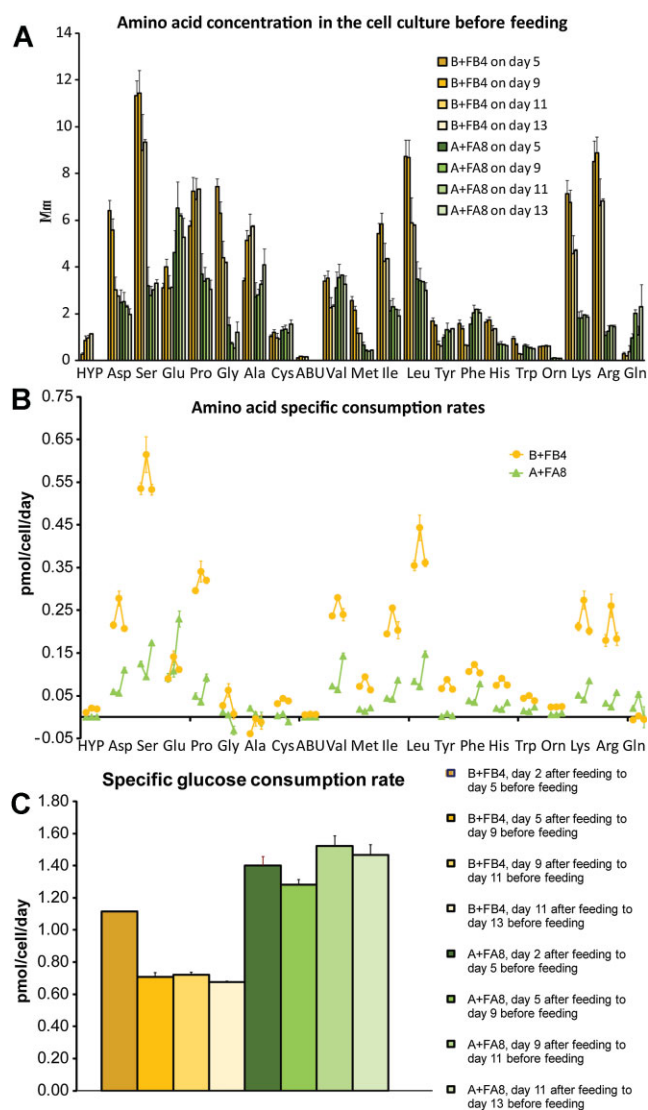 A
Amino acid concentration in the cell culture before feeding
14
12
10
8
6
4
2
0
Mm
B+FB4 on day 5
B+FB4 on day 9
B+FB4 on day 11
B+FB4 on day 13
A+FA8 on day 5
A+FA8 on day 9
A+FA8 on day 11
A+FA8 on day 13
HYP Asp Ser Glu Pro Gly Ala Cys ABU Val Met Ile Leu Tyr Phe His Trp Orn Lys Arg Gln
B
Amino acid specific consumption rates
0.75
0.65
0.55
0.45
0.35
0.25
0.15
0.05
-0.05
pmol/cell/day
B+FB4
A+FA8
HYP Asp Ser Glu Pro Gly Ala Cys ABU Val Met Ile Leu Tyr Phe His Trp Orn Lys Arg Gln
C
Specific glucose consumption rate
1.80
1.60
1.40
1.20
1.00
0.80
0.60
0.40
0.20
0.00
pmol/cell/day
B+FB4, day 2 after feeding to
day 5 before feeding
B+FB4, day 5 after feeding to
day 9 before feeding
B+FB4, day 9 after feeding to
day 11 before feeding
B+FB4, day 11 after feeding to
day 13 before feeding
A+FA8, day 2 after feeding to
day 5 before feeding
A+FA8, day 5 after feeding to
day 9 before feeding
A+FA8, day 9 after feeding to
day 11 before feeding
A+FA8, day 11 after feeding to
day 13 before feeding